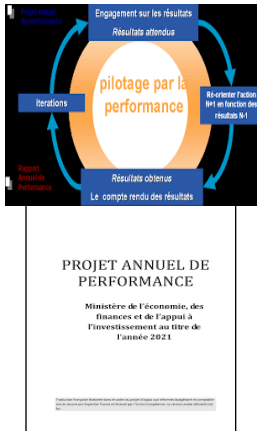 Engagement sur les résultats
Résultats attendus
pilotage par la
performance
Iterations
Ré-orienter l'action
N+1 en fonction des
résultats N-1
Rapport
Annuel de
Performance
Résultats obtenus
Le compte rendu des résultats
PROJET ANNUEL DE
PERFORMANCE
Ministère de l'économie, des
finances et de l'appui à
l'investissement au titre de
l'année 2021